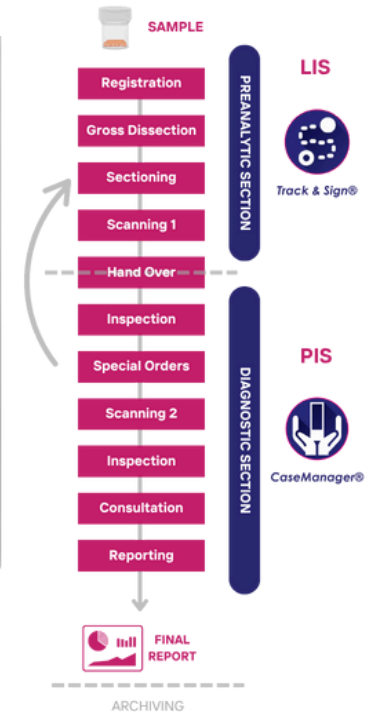 SAMPLE
Registration
Gross Dissection
Sectioning
Scanning 1
Hand Over
Inspection
Special Orders
Scanning 2
Inspection
Consultation
Reporting
PREANALYTIC SECTION
DIAGNOSTIC SECTION
LIS
Track & Sign®
PIS
CaseManager®
FINAL
REPORT
ARCHIVING